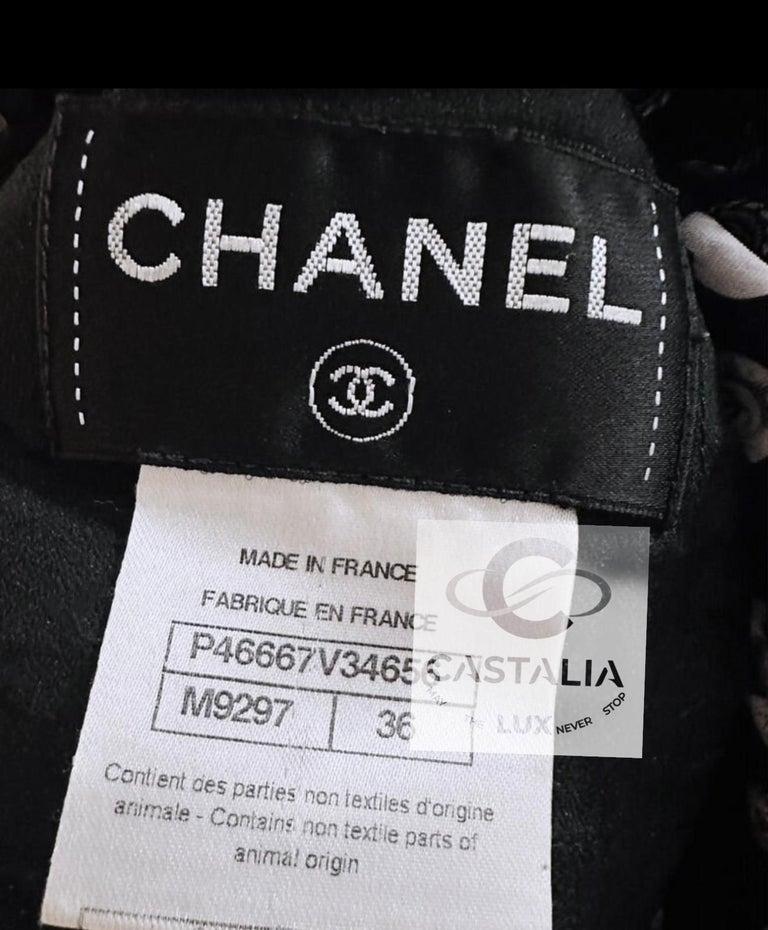 CHANEL
MADE IN FRANCE
FABRIQUE EN FRANCE
P46667V34656
CASTALIA
M9297 36
LUX NEVER STOP
Contient des parties non textiles d'origine
animale - Contains non textile parts of
animal origin